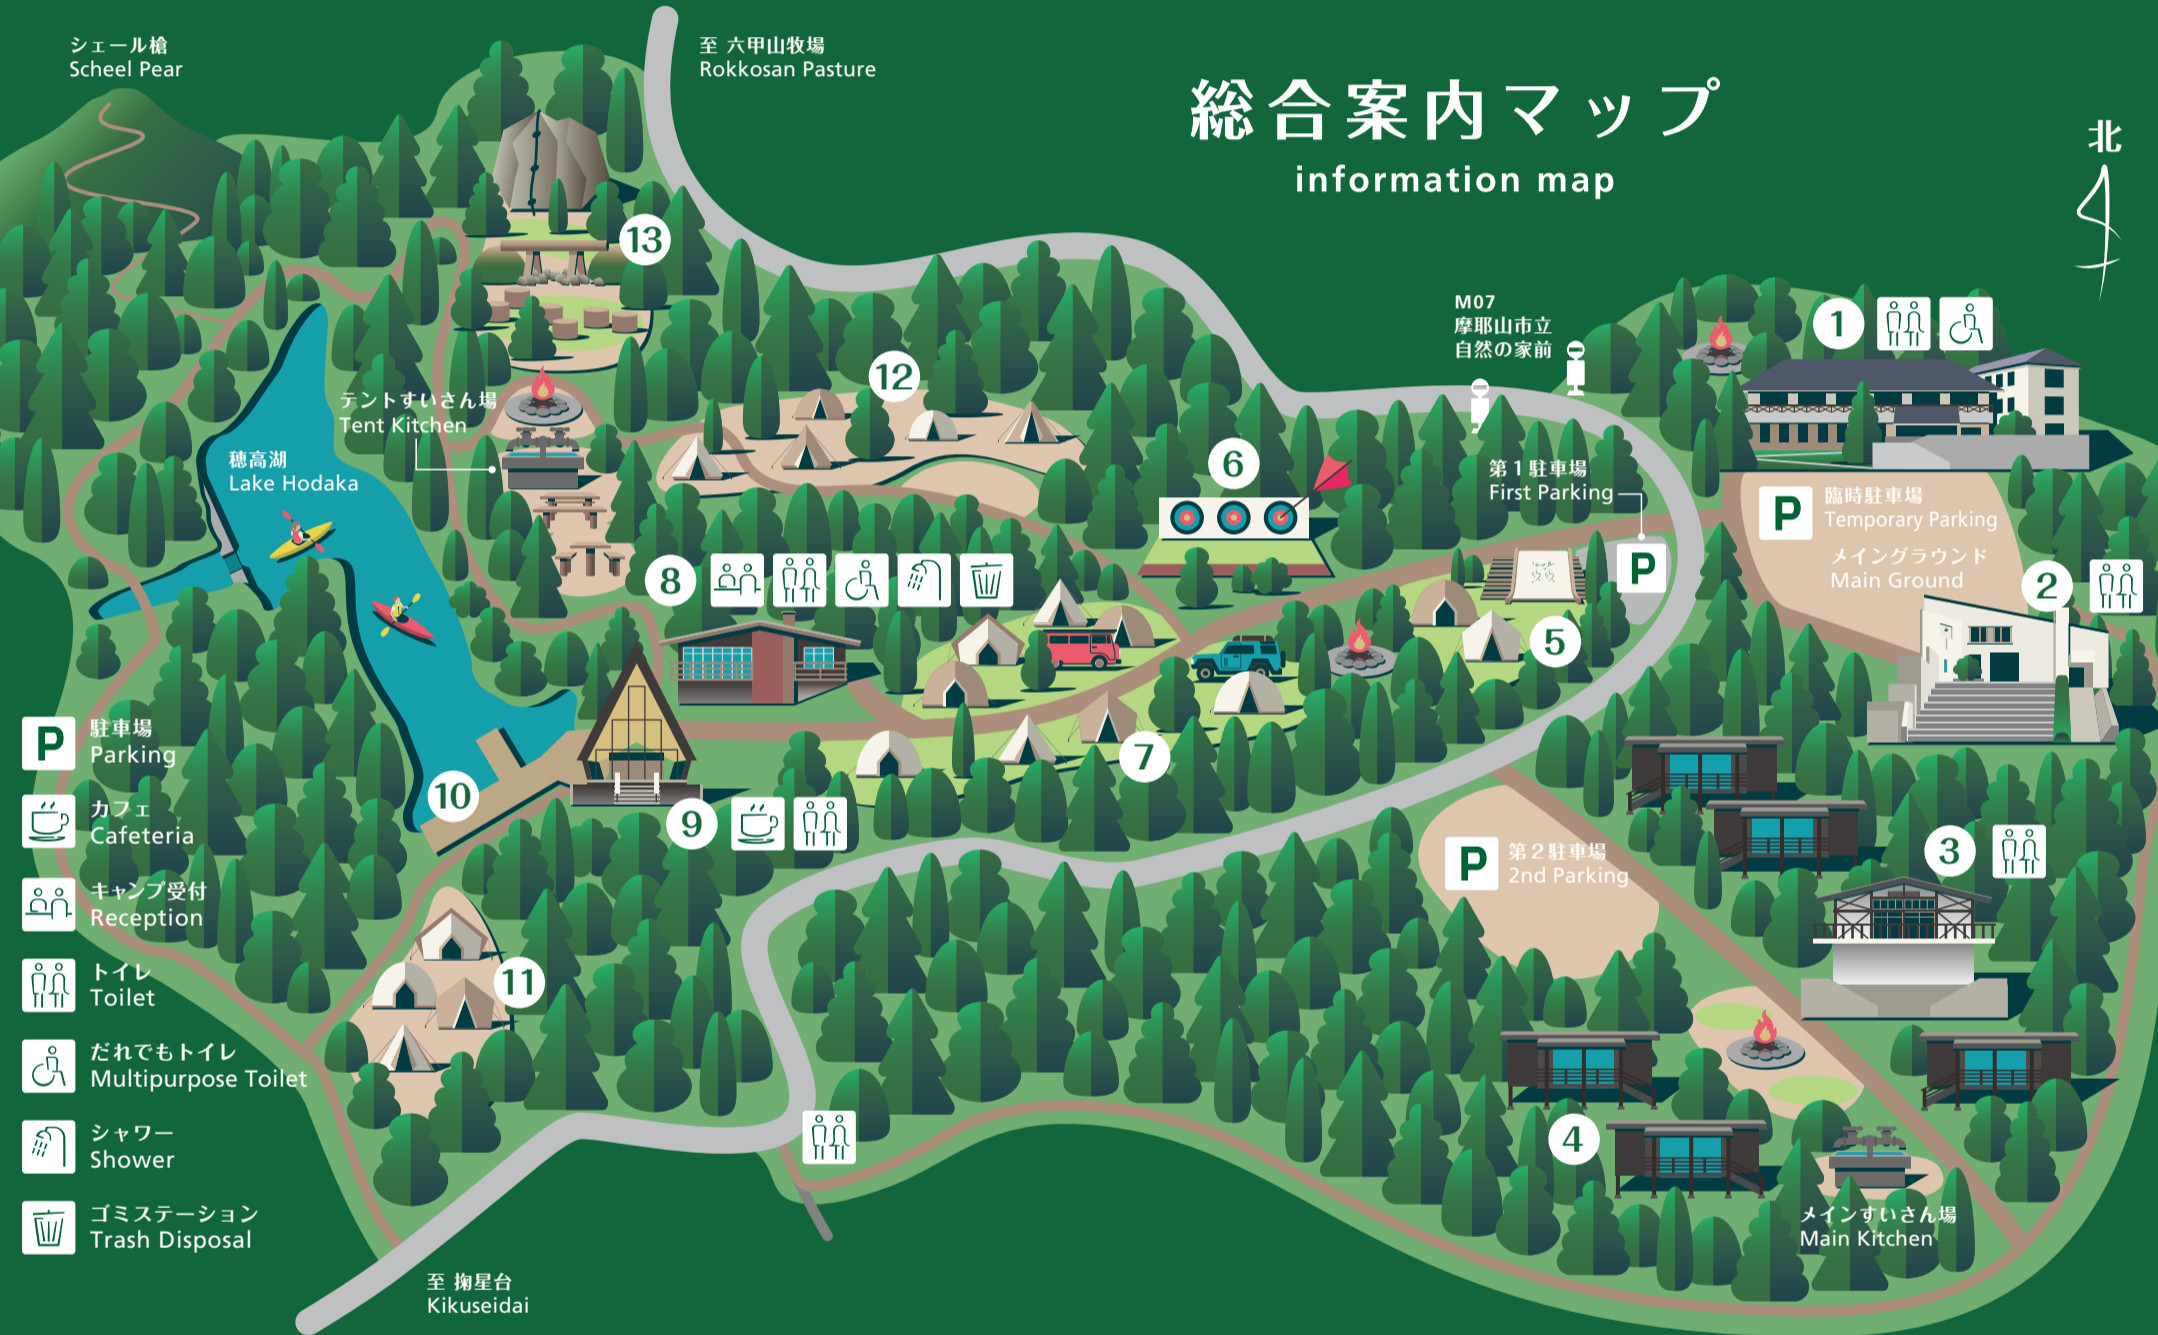 シェール槍
Scheel Pear
至 六甲山牧場
Rokkosan Pasture
総合案内マップ
information map
北
13
M07
摩耶山市立
自然の家前
1
12
テントすいさん場
Tent Kitchen
穂高湖
Lake Hodaka
6
第1駐車場
First Parking
P
P
臨時駐車場
Temporary Parking
メイングラウンド
Main Ground
2
8
5
7
10
9
P
駐車場
Parking
カフェ
Cafeteria
キャンプ受付
Reception
トイレ
Toilet
だれでもトイレ
Multipurpose Toilet
シャワー
Shower
ゴミステーション
Trash Disposal
P
第2駐車場
2nd Parking
3
11
4
メインすいさん場
Main Kitchen
至 掬星台
Kikuseidai